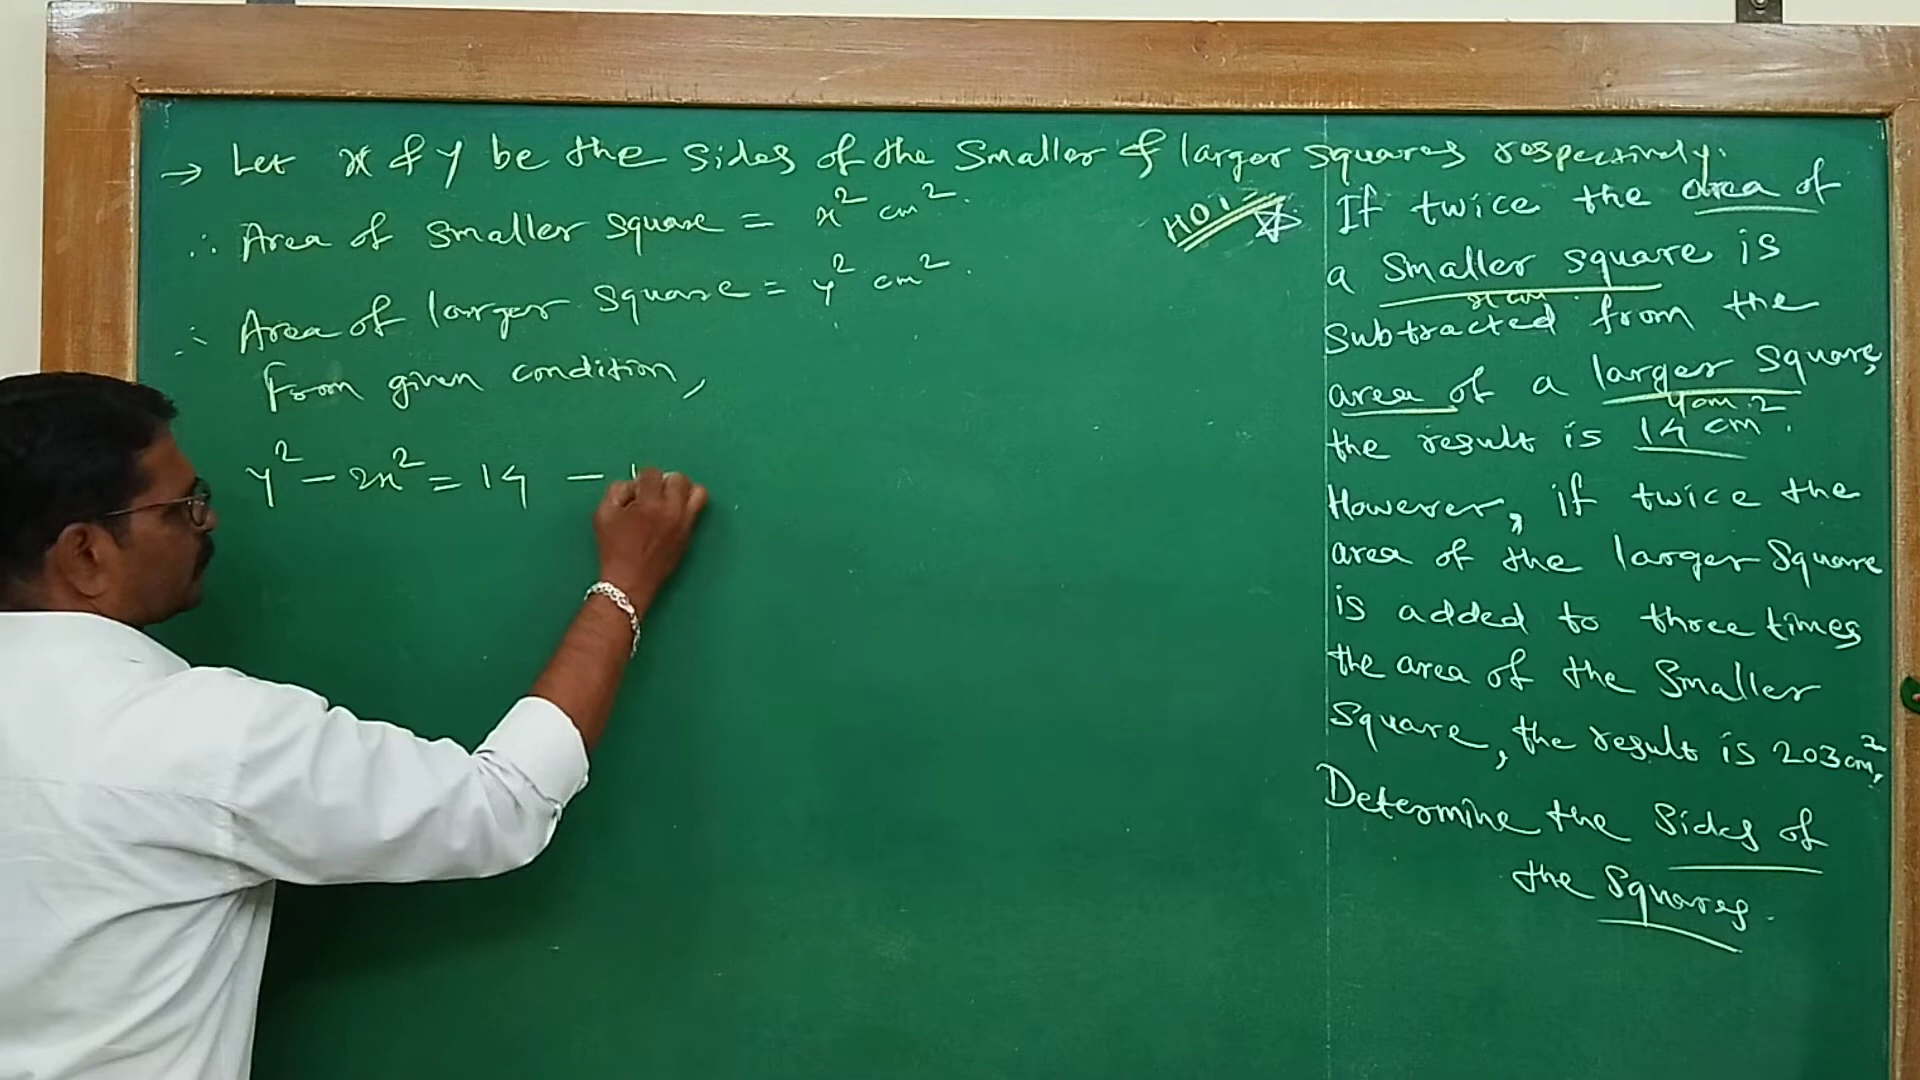 → Let x & y be the sides of the smaller & larger squares respectively.
∴ Area of smaller square = x² cm².
∴ Area of larger square = y² cm².
From given condition,
y² − 2x² = 14 —
HOT
☆ If twice the area of
a smaller square is
x cm.
subtracted from the
area of a larger square,
y cm.
the result is 14 cm².
However, if twice the
area of the larger square
is added to three times
the area of the smaller
square, the result is 203 cm².
Determine the sides of
the squares.